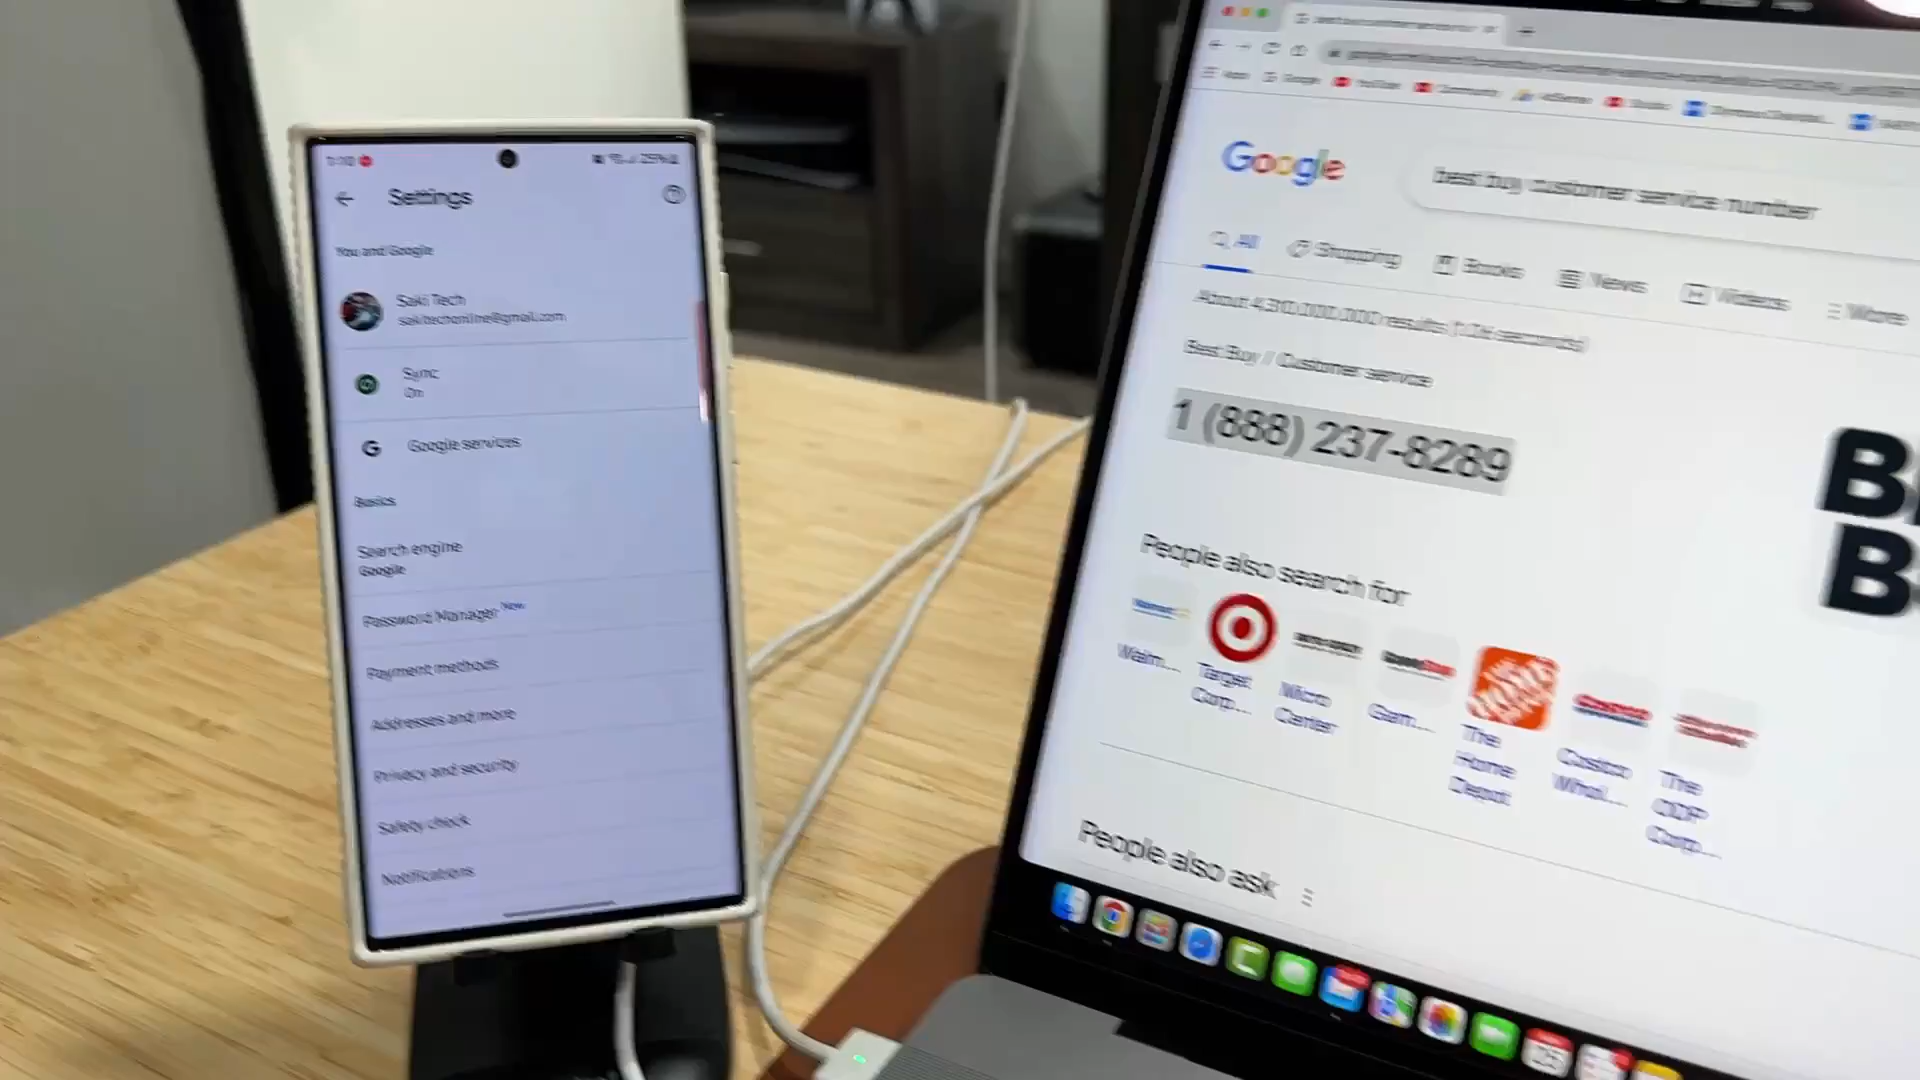 Settings
You and Google
Saki Tech
sakitechonline@gmail.com
Sync
On
G Google services
Basics
Search engine
Google
Password Manager New
Payment methods
Addresses and more
Privacy and security
Safety check
Notifications
Google
best buy customer service number
All Shopping Books News Videos More
Best Buy / Customer service
1 (888) 237-8289
People also search for
Walm...
Target
Corp...
Micro
Center
Gam...
The
Home
Depot
Costco
Whol...
The
ODP
Corp...
People also ask